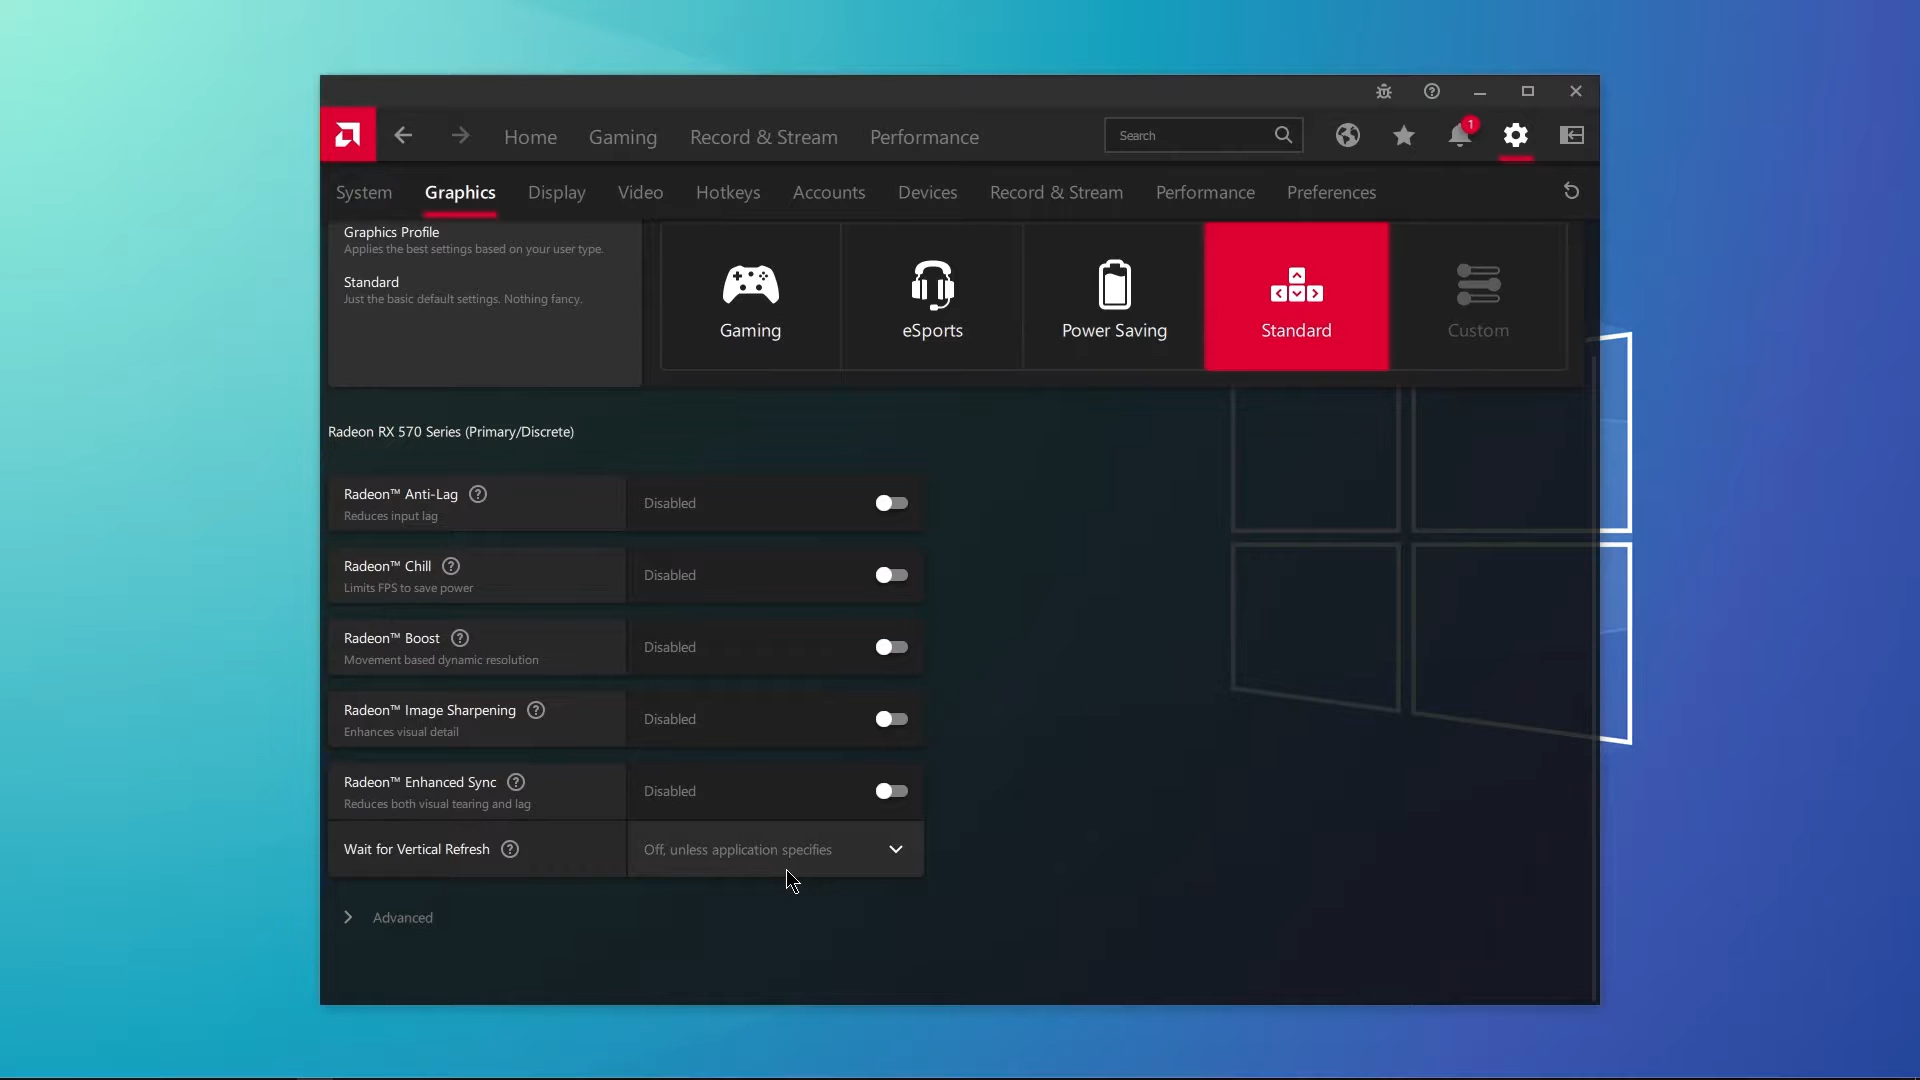 Home
Gaming
Record & Stream
Performance
Search
1
System
Graphics
Display
Video
Hotkeys
Accounts
Devices
Record & Stream
Performance
Preferences
Graphics Profile
Applies the best settings based on your user type.
Standard
Just the basic default settings. Nothing fancy.
Gaming
eSports
Power Saving
Standard
Custom
Radeon RX 570 Series (Primary/Discrete)
Radeon™ Anti-Lag
Reduces input lag
Disabled
Radeon™ Chill
Limits FPS to save power
Disabled
Radeon™ Boost
Movement based dynamic resolution
Disabled
Radeon™ Image Sharpening
Enhances visual detail
Disabled
Radeon™ Enhanced Sync
Reduces both visual tearing and lag
Disabled
Wait for Vertical Refresh
Off, unless application specifies
Advanced